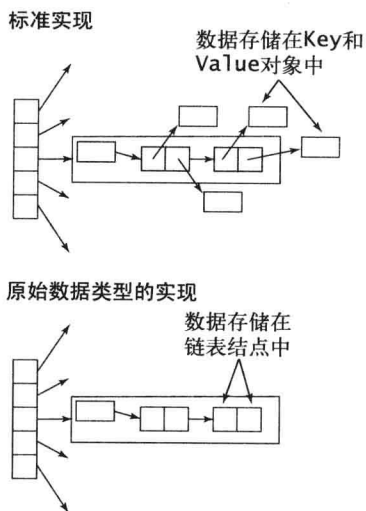 标准实现
数据存储在Key和
Value对象中
原始数据类型的实现
数据存储在
链表结点中